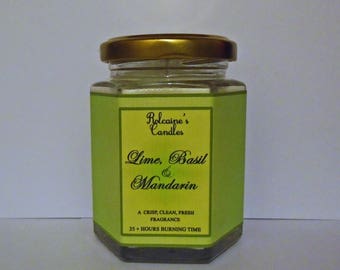 Rolcaine's
Candles
Lime, Basil
&
Mandarin
A CRISP, CLEAN, FRESH
FRAGRANCE
35 + HOURS BURNING TIME